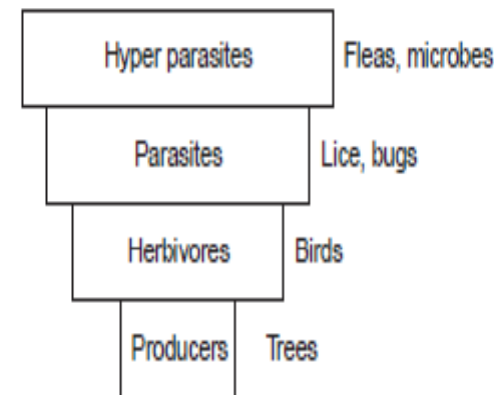 Hyper parasites Fleas, microbes
Parasites Lice, bugs
Herbivores Birds
Producers Trees